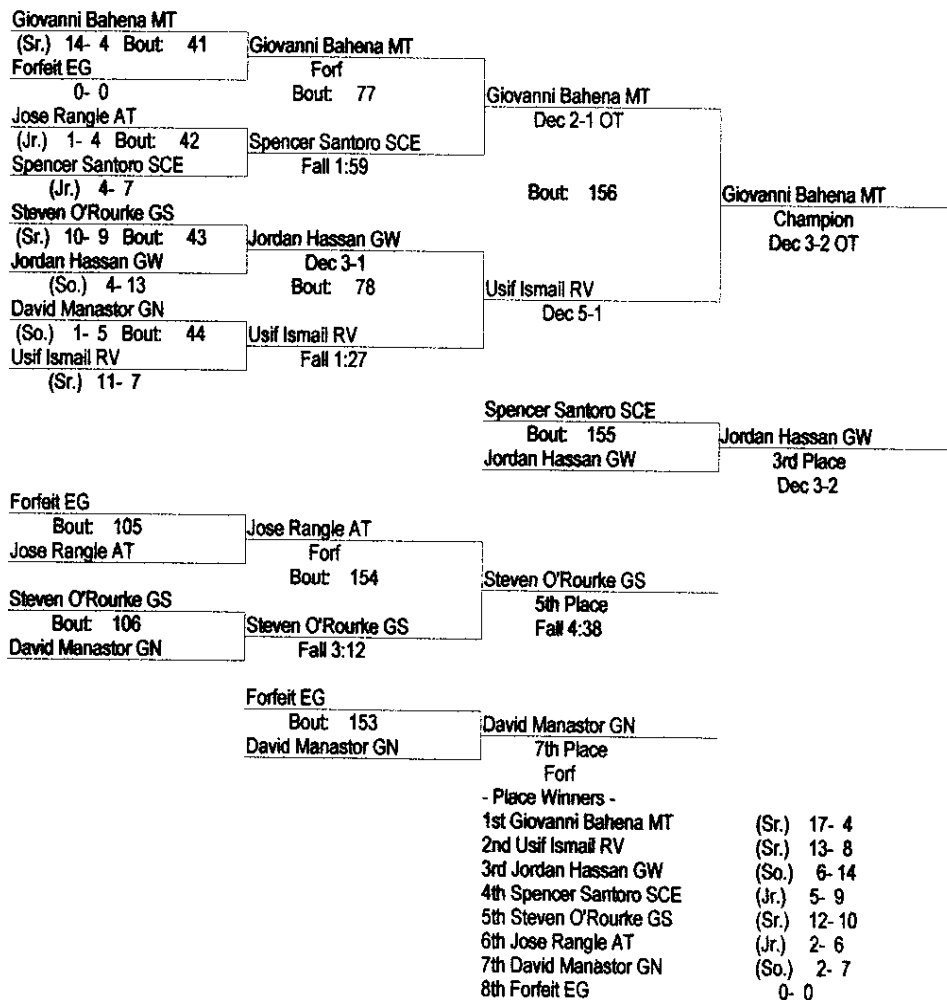 Giovanni Bahena MT
(Sr.) 14- 4 Bout: 41
Forfeit EG
0- 0
Jose Rangle AT
(Jr.) 1- 4 Bout: 42
Spencer Santoro SCE
(Jr.) 4- 7
Steven O'Rourke GS
(Sr.) 10- 9 Bout: 43
Jordan Hassan GW
(So.) 4- 13
David Manastor GN
(So.) 1- 5 Bout: 44
Usif Ismail RV
(Sr.) 11- 7
Giovanni Bahena MT
Forf
Bout: 77
Spencer Santoro SCE
Fall 1:59
Jordan Hassan GW
Dec 3-1
Bout: 78
Usif Ismail RV
Fall 1:27
Giovanni Bahena MT
Dec 2-1 OT
Bout: 156
Usif Ismail RV
Dec 5-1
Giovanni Bahena MT
Champion
Dec 3-2 OT
Spencer Santoro SCE
Bout: 155
Jordan Hassan GW
Jordan Hassan GW
3rd Place
Dec 3-2
Forfeit EG
Bout: 105
Jose Rangle AT
Steven O'Rourke GS
Bout: 106
David Manastor GN
Jose Rangle AT
Forf
Bout: 154
Steven O'Rourke GS
Fall 3:12
Steven O'Rourke GS
5th Place
Fall 4:38
Forfeit EG
Bout: 153
David Manastor GN
David Manastor GN
7th Place
Forf
- Place Winners -
1st Giovanni Bahena MT (Sr.) 17- 4
2nd Usif Ismail RV (Sr.) 13- 8
3rd Jordan Hassan GW (So.) 6- 14
4th Spencer Santoro SCE (Jr.) 5- 9
5th Steven O'Rourke GS (Sr.) 12- 10
6th Jose Rangle AT (Jr.) 2- 6
7th David Manastor GN (So.) 2- 7
8th Forfeit EG 0- 0